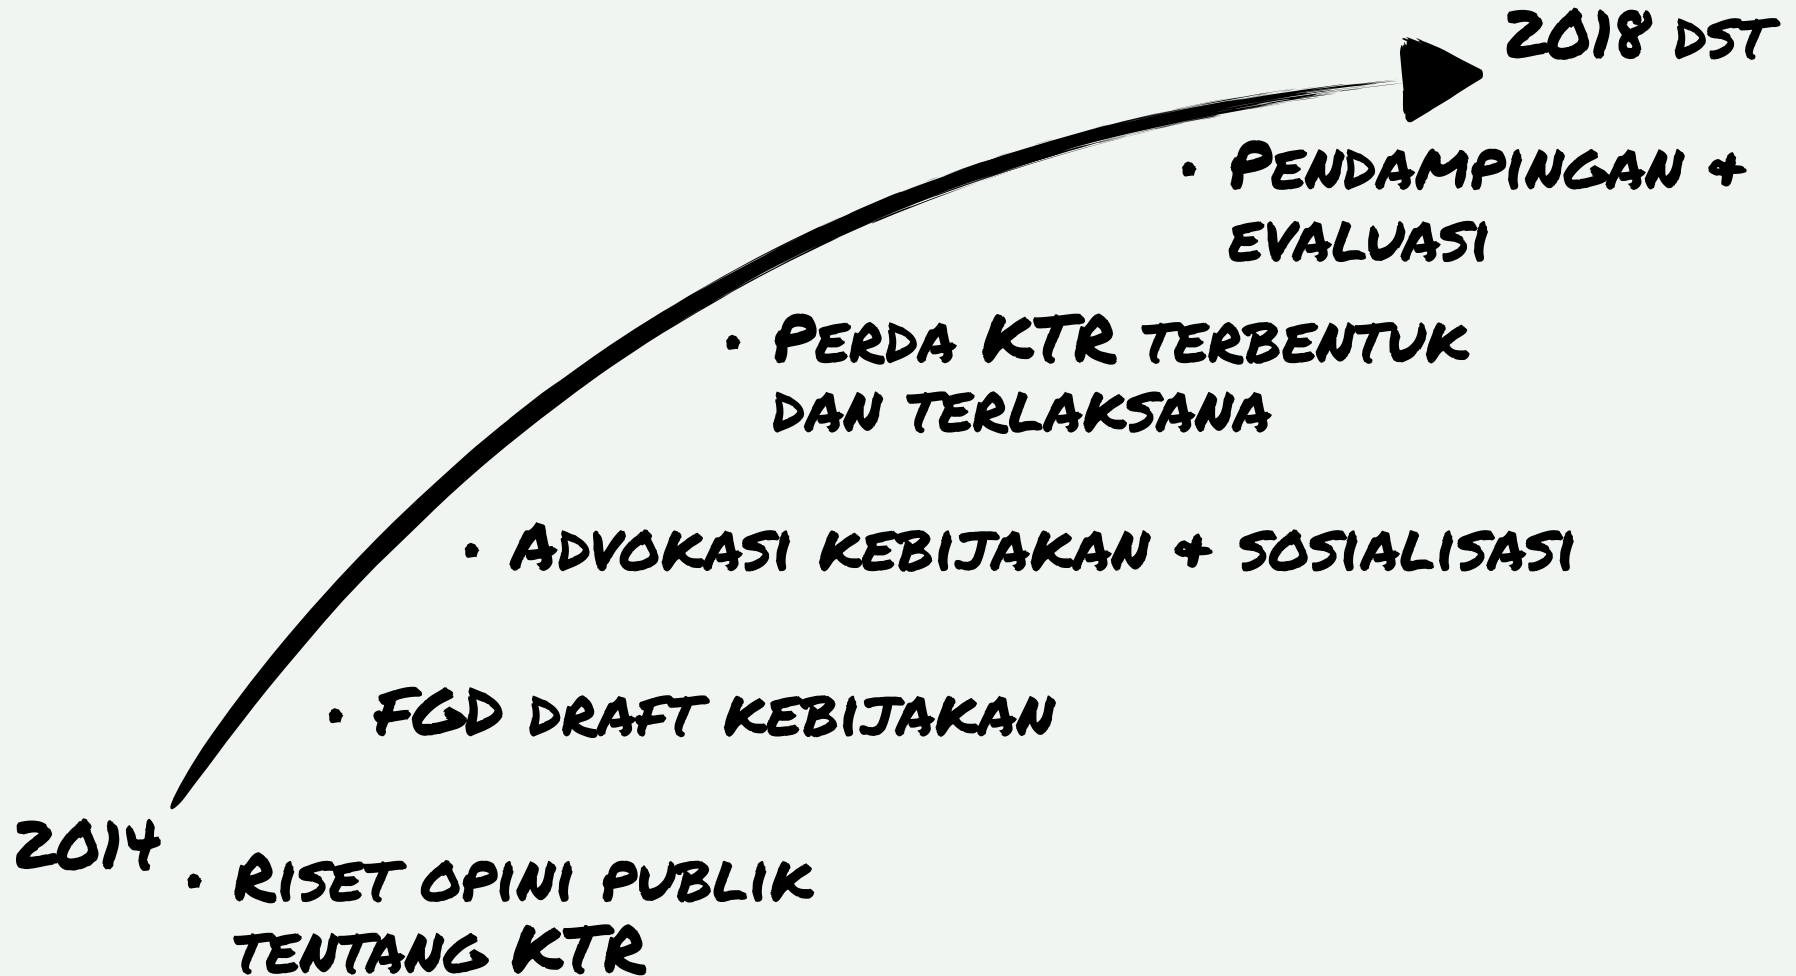 2018 dst
• Pendampingan &
evaluasi
• Perda KTR terbentuk
dan terlaksana
• Advokasi kebijakan & sosialisasi
• FGD draft kebijakan
2014
• Riset opini publik
tentang KTR